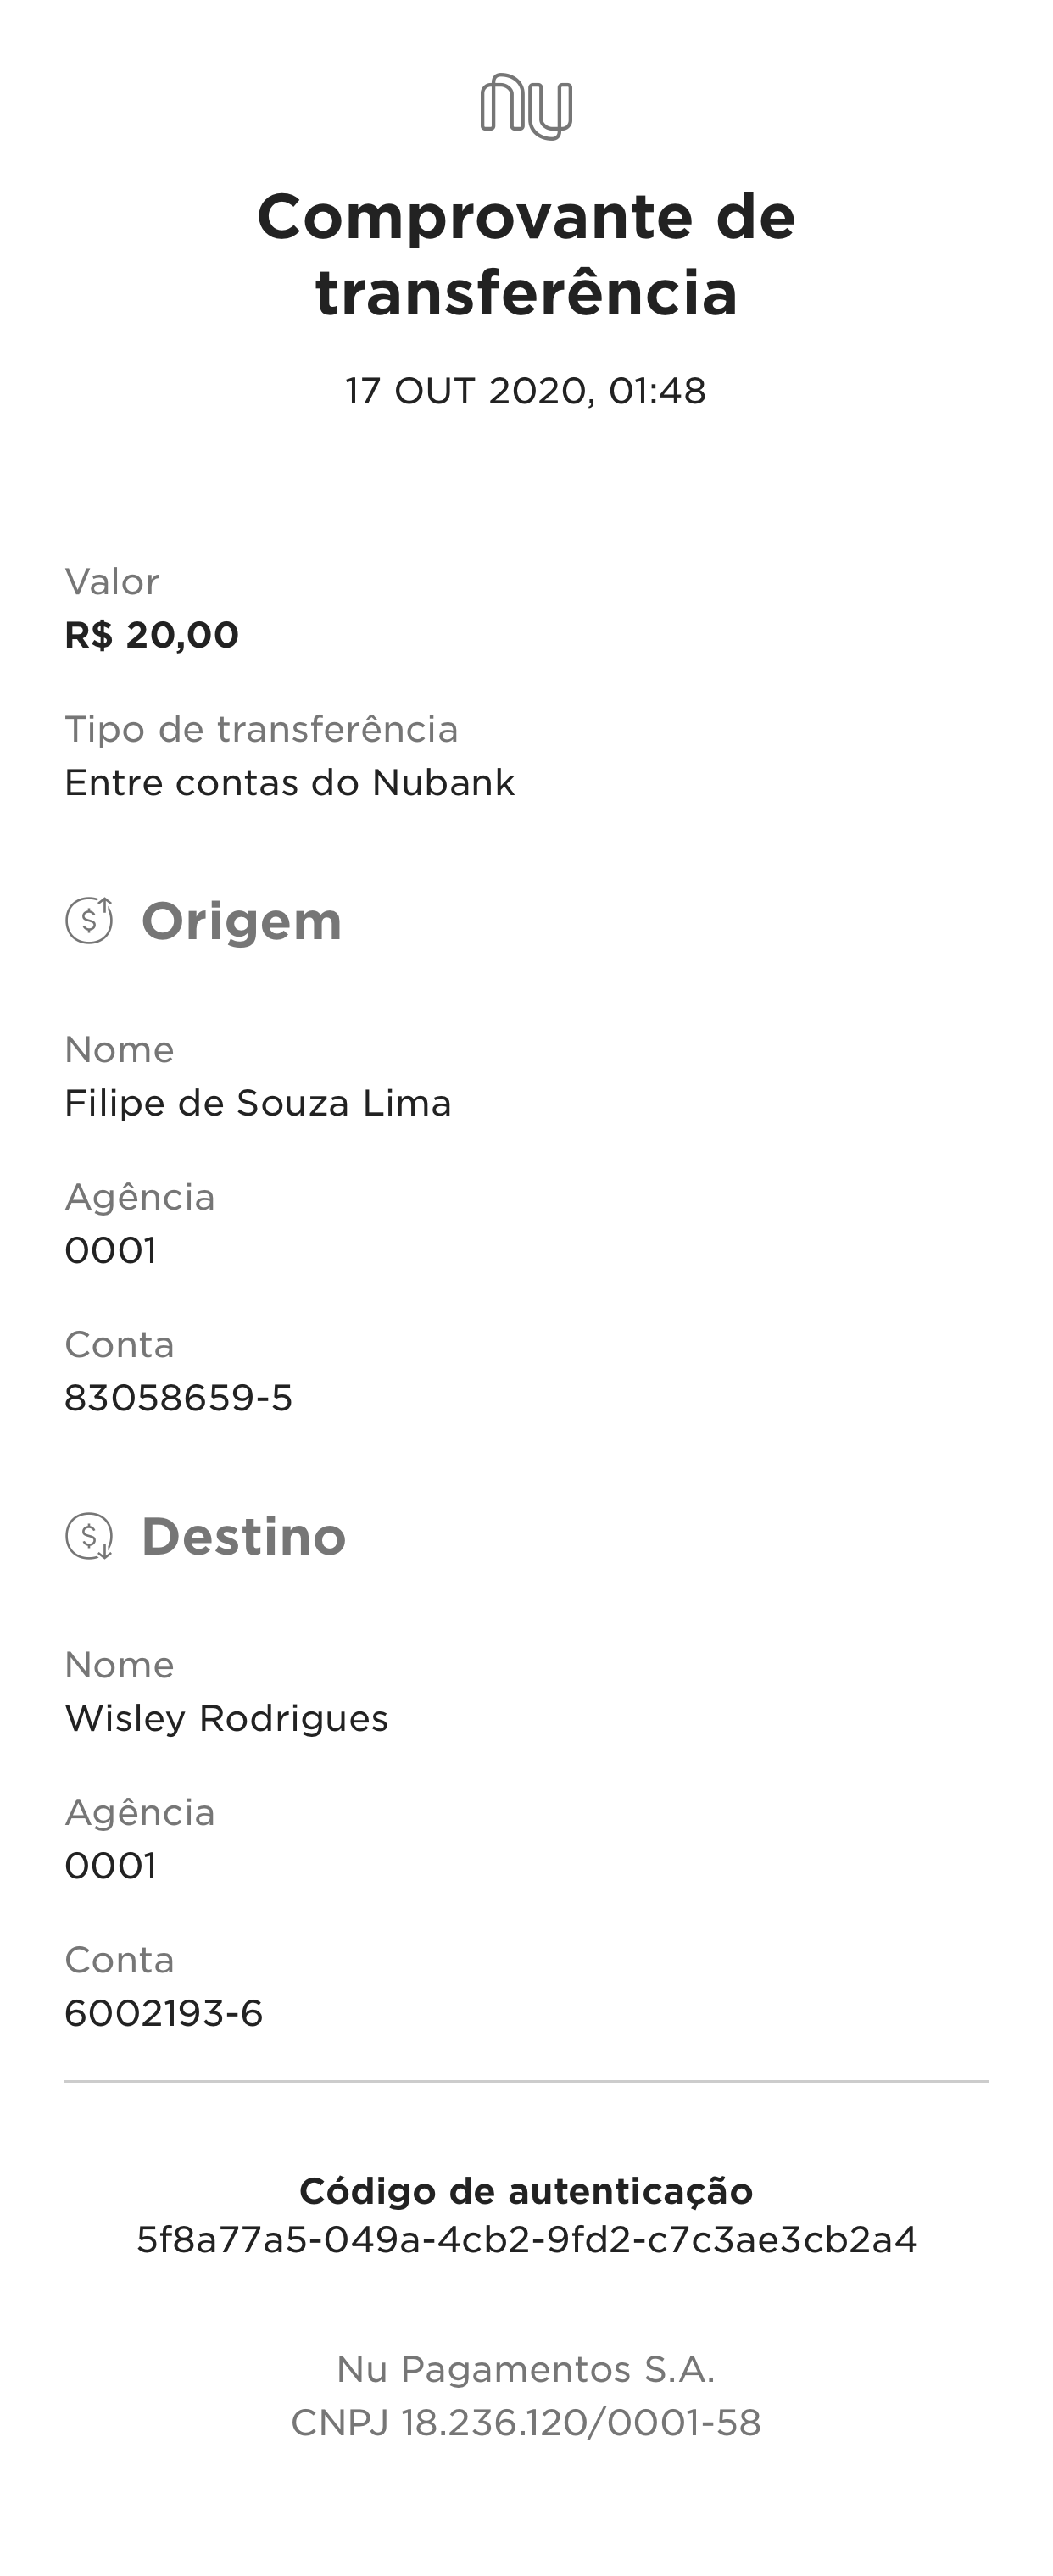 nu
Comprovante de
transferência
17 OUT 2020, 01:48
Valor
R$ 20,00
Tipo de transferência
Entre contas do Nubank
Origem
Nome
Filipe de Souza Lima
Agência
0001
Conta
83058659-5
Destino
Nome
Wisley Rodrigues
Agência
0001
Conta
6002193-6
Código de autenticação
5f8a77a5-049a-4cb2-9fd2-c7c3ae3cb2a4
Nu Pagamentos S.A.
CNPJ 18.236.120/0001-58